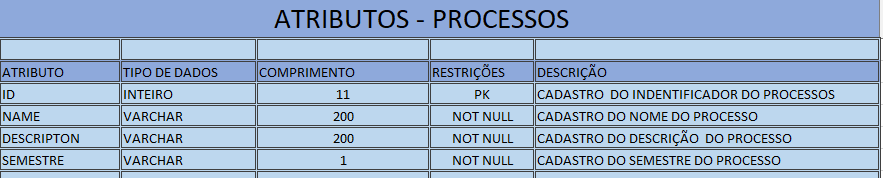 ATRIBUTOS - PROCESSOS
ATRIBUTO TIPO DE DADOS COMPRIMENTO RESTRIÇÕES DESCRIÇÃO
ID INTEIRO 11 PK CADASTRO DO INDENTIFICADOR DO PROCESSOS
NAME VARCHAR 200 NOT NULL CADASTRO DO NOME DO PROCESSO
DESCRIPTON VARCHAR 200 NOT NULL CADASTRO DO DESCRIÇÃO DO PROCESSO
SEMESTRE VARCHAR 1 NOT NULL CADASTRO DO SEMESTRE DO PROCESSO